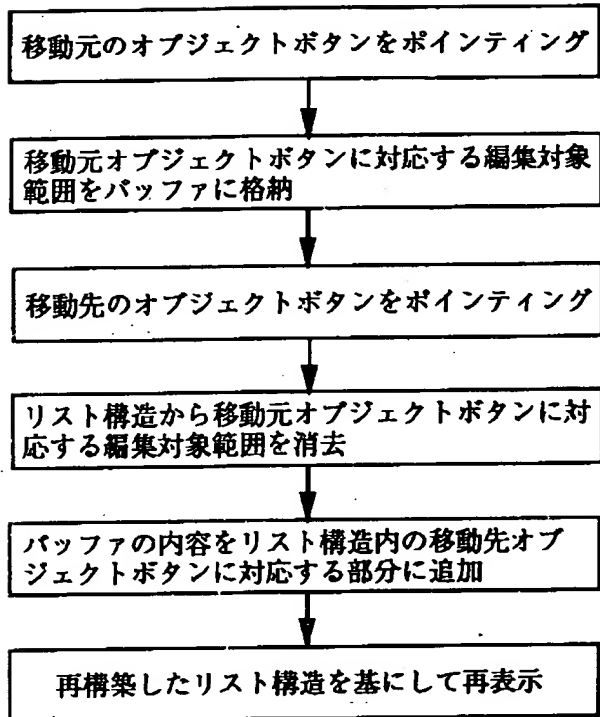 移動元のオブジェクトボタンをポインティング
移動元オブジェクトボタンに対応する編集対象
範囲をバッファに格納
移動先のオブジェクトボタンをポインティング
リスト構造から移動元オブジェクトボタンに対
応する編集対象範囲を消去
バッファの内容をリスト構造内の移動先オブ
ジェクトボタンに対応する部分に追加
再構築したリスト構造を基にして再表示